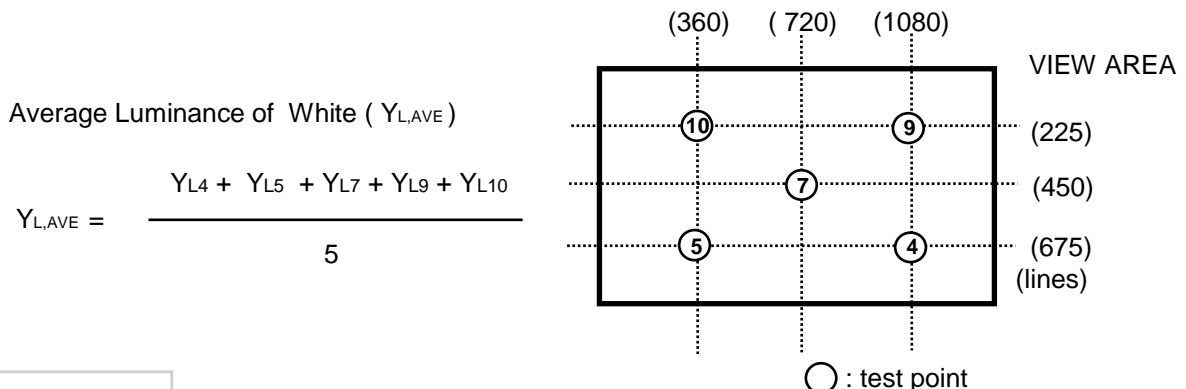 (360) ( 720) (1080)
VIEW AREA
Average Luminance of White ( YL,AVE )
10 9 (225)
YL4 + YL5 + YL7 + YL9 + YL10
7 (450)
YL,AVE =
5
5 4 (675)
(lines)
: test point